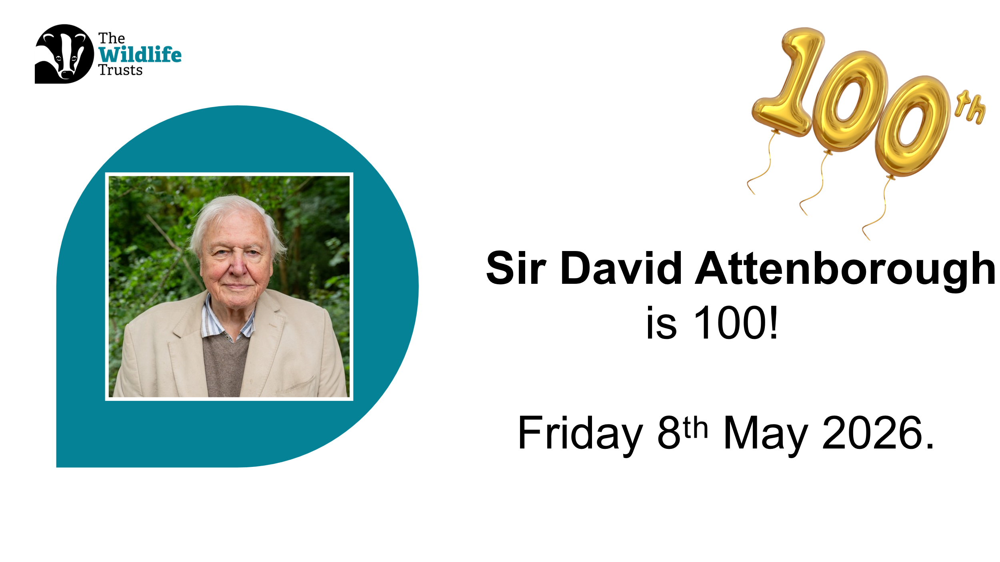 The
Wildlife
Trusts
100th
Sir David Attenborough
is 100!
Friday 8th May 2026.